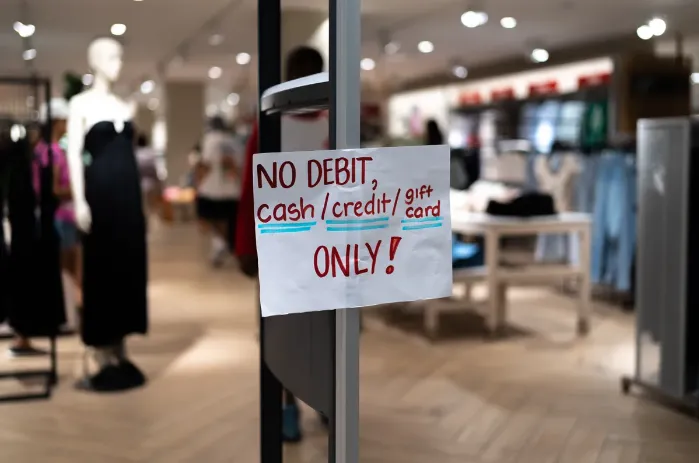 NO DEBIT,
cash/credit/gift card
ONLY!